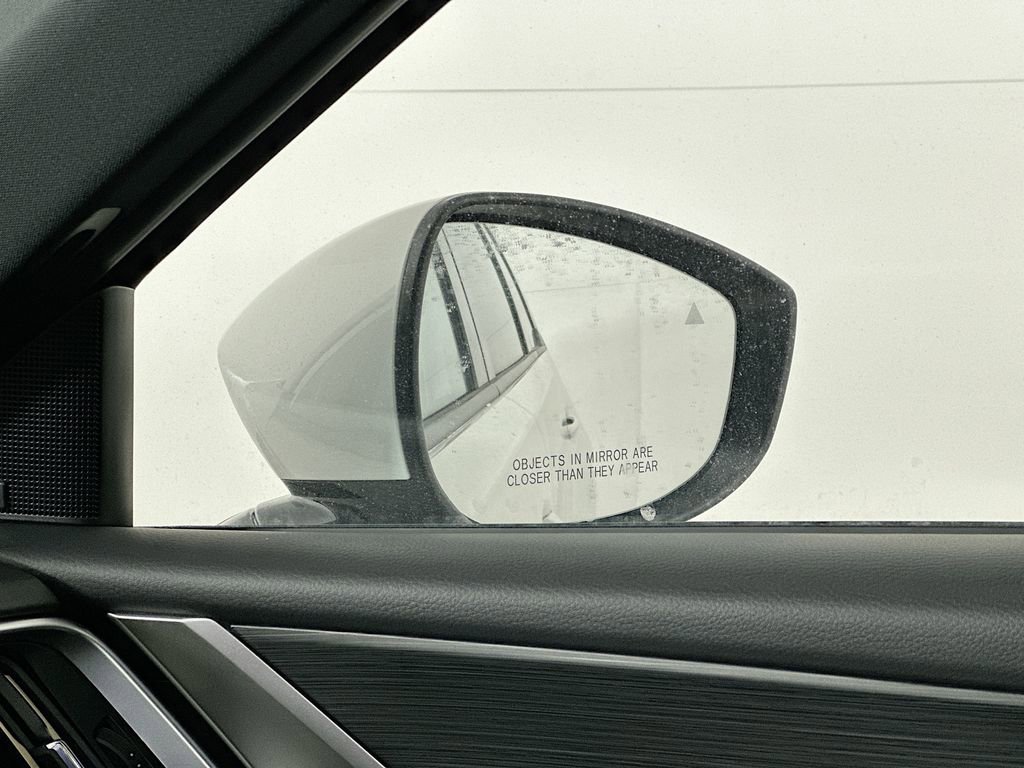 OBJECTS IN MIRROR ARE
CLOSER THAN THEY APPEAR